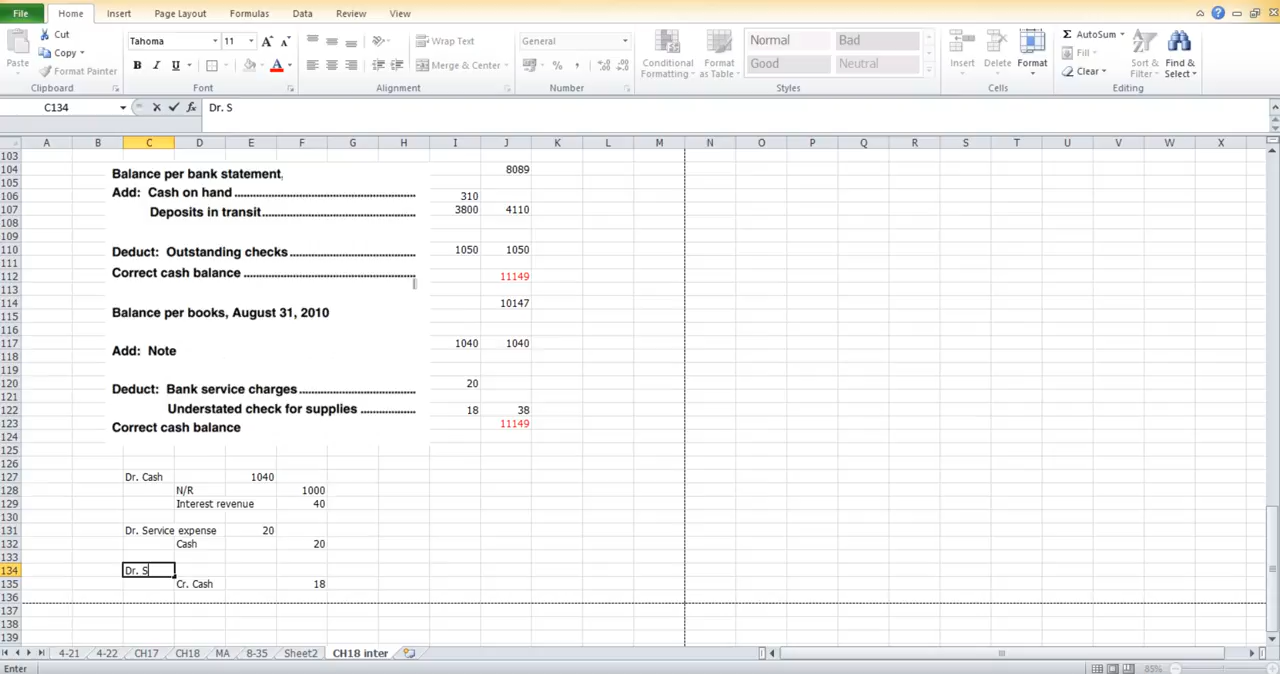 File Home Insert Page Layout Formulas Data Review View
Paste Cut Copy Format Painter Clipboard
Tahoma 11 A A B I U A Font
Wrap Text Merge & Center Alignment
General % , Number
Conditional Formatting Format as Table Normal Bad Good Neutral Styles
Insert Delete Format Cells
Σ AutoSum Fill Clear Sort & Filter Find & Select Editing
C134 fx Dr. S
A B C D E F G H I J K L M N O P Q R S T U V W X
103
104 Balance per bank statement 8089
105
106 Add: Cash on hand 310
107 Deposits in transit 3800 4110
108
109
110 Deduct: Outstanding checks 1050 1050
111
112 Correct cash balance 11149
113
114 10147
115 Balance per books, August 31, 2010
116
117 1040 1040
118 Add: Note
119
120 Deduct: Bank service charges 20
121
122 Understated check for supplies 18 38
123 Correct cash balance 11149
124
125
126
127 Dr. Cash 1040
128 N/R 1000
129 Interest revenue 40
130
131 Dr. Service expense 20
132 Cash 20
133
134 Dr. S
135 Cr. Cash 18
136
137
138
139
4-21 4-22 CH17 CH18 MA 8-35 Sheet2 CH18 inter
Enter 85%